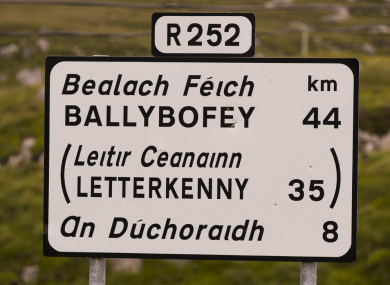 R252
Bealach Féich km
BALLYBOFEY 44
(Leitir Ceanainn
LETTERKENNY 35)
An Dúchoraidh 8